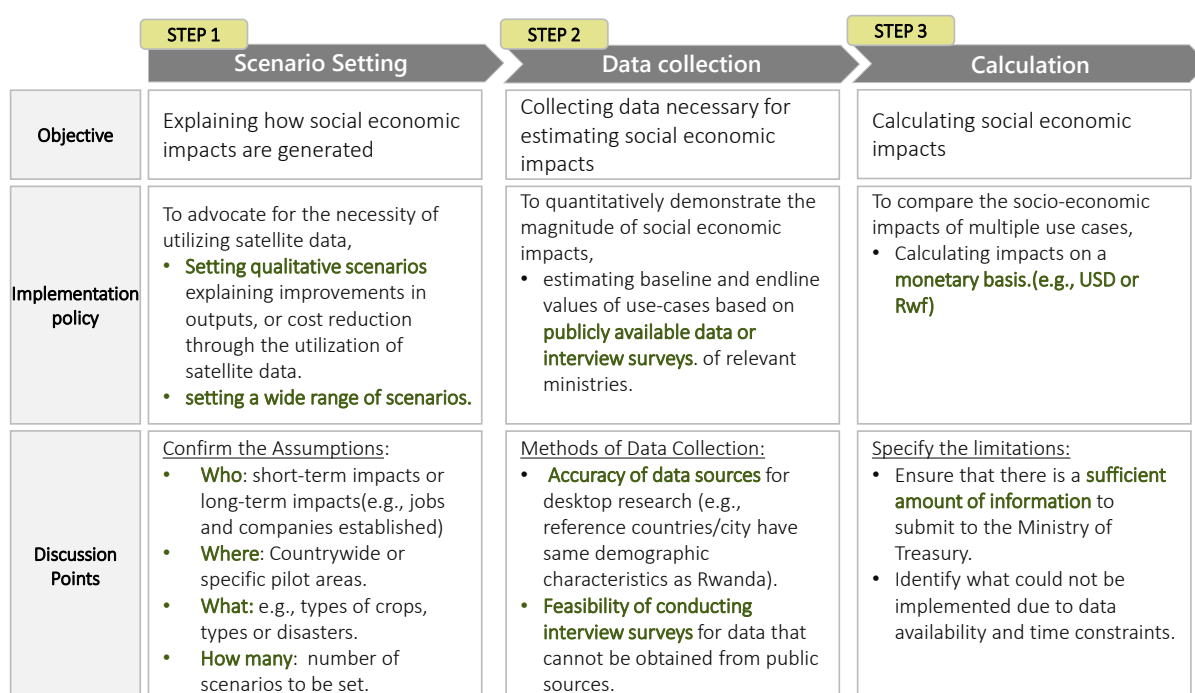 STEP 1
Scenario Setting
STEP 2
Data collection
STEP 3
Calculation
Objective
Explaining how social economic
impacts are generated
Collecting data necessary for
estimating social economic
impacts
Calculating social economic
impacts
Implementation
policy
To advocate for the necessity of
utilizing satellite data,
• Setting qualitative scenarios
explaining improvements in
outputs, or cost reduction
through the utilization of
satellite data.
• setting a wide range of scenarios.
To quantitatively demonstrate the
magnitude of social economic
impacts,
• estimating baseline and endline
values of use-cases based on
publicly available data or
interview surveys. of relevant
ministries.
To compare the socio-economic
impacts of multiple use cases,
• Calculating impacts on a
monetary basis.(e.g., USD or
Rwf)
Discussion
Points
Confirm the Assumptions:
• Who: short-term impacts or
long-term impacts(e.g., jobs
and companies established)
• Where: Countrywide or
specific pilot areas.
• What: e.g., types of crops,
types or disasters.
• How many: number of
scenarios to be set.
Methods of Data Collection:
• Accuracy of data sources for
desktop research (e.g.,
reference countries/city have
same demographic
characteristics as Rwanda).
• Feasibility of conducting
interview surveys for data that
cannot be obtained from public
sources.
Specify the limitations:
• Ensure that there is a sufficient
amount of information to
submit to the Ministry of
Treasury.
• Identify what could not be
implemented due to data
availability and time constraints.